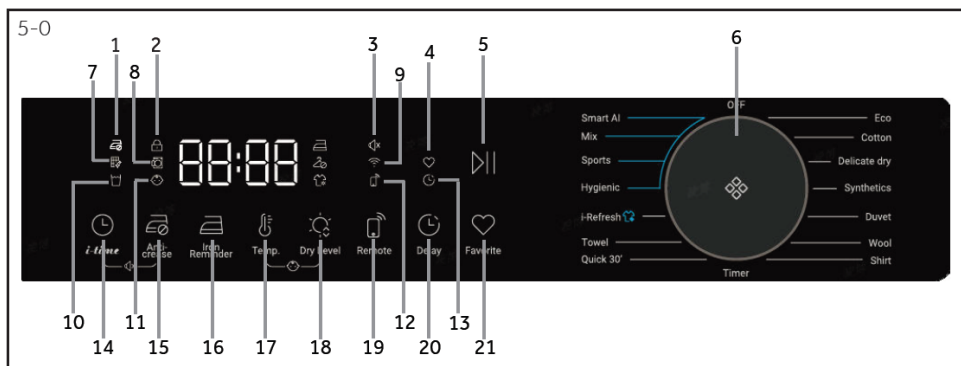 5-0
1 2 3 4 5 6
7 8 9
88:88
OFF
Smart AI Eco
Mix Cotton
Sports Delicate dry
Hygienic Synthetics
i-Refresh Duvet
Towel Wool
Quick 30' Shirt
Timer
i-time Anti-crease Iron Reminder Temp. Dry Level Remote Delay Favorite
10 11 12 13
14 15 16 17 18 19 20 21